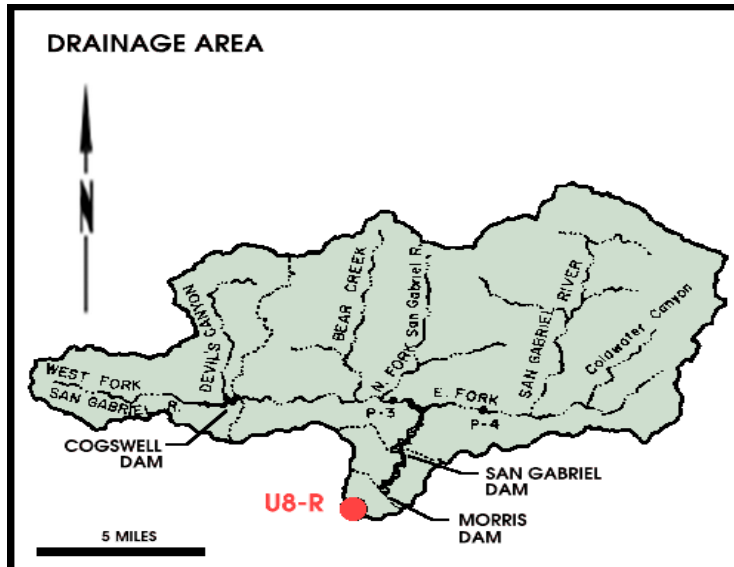 DRAINAGE AREA
N
DEVIL'S CANYON
BEAR CREEK
N FORK San Gabriel R.
SAN GABRIEL RIVER
Coldwater Canyon
WEST FORK
SAN GABRIEL R.
P-3
E. FORK
P-4
COGSWELL
DAM
SAN GABRIEL
DAM
U8-R
MORRIS
DAM
5 MILES